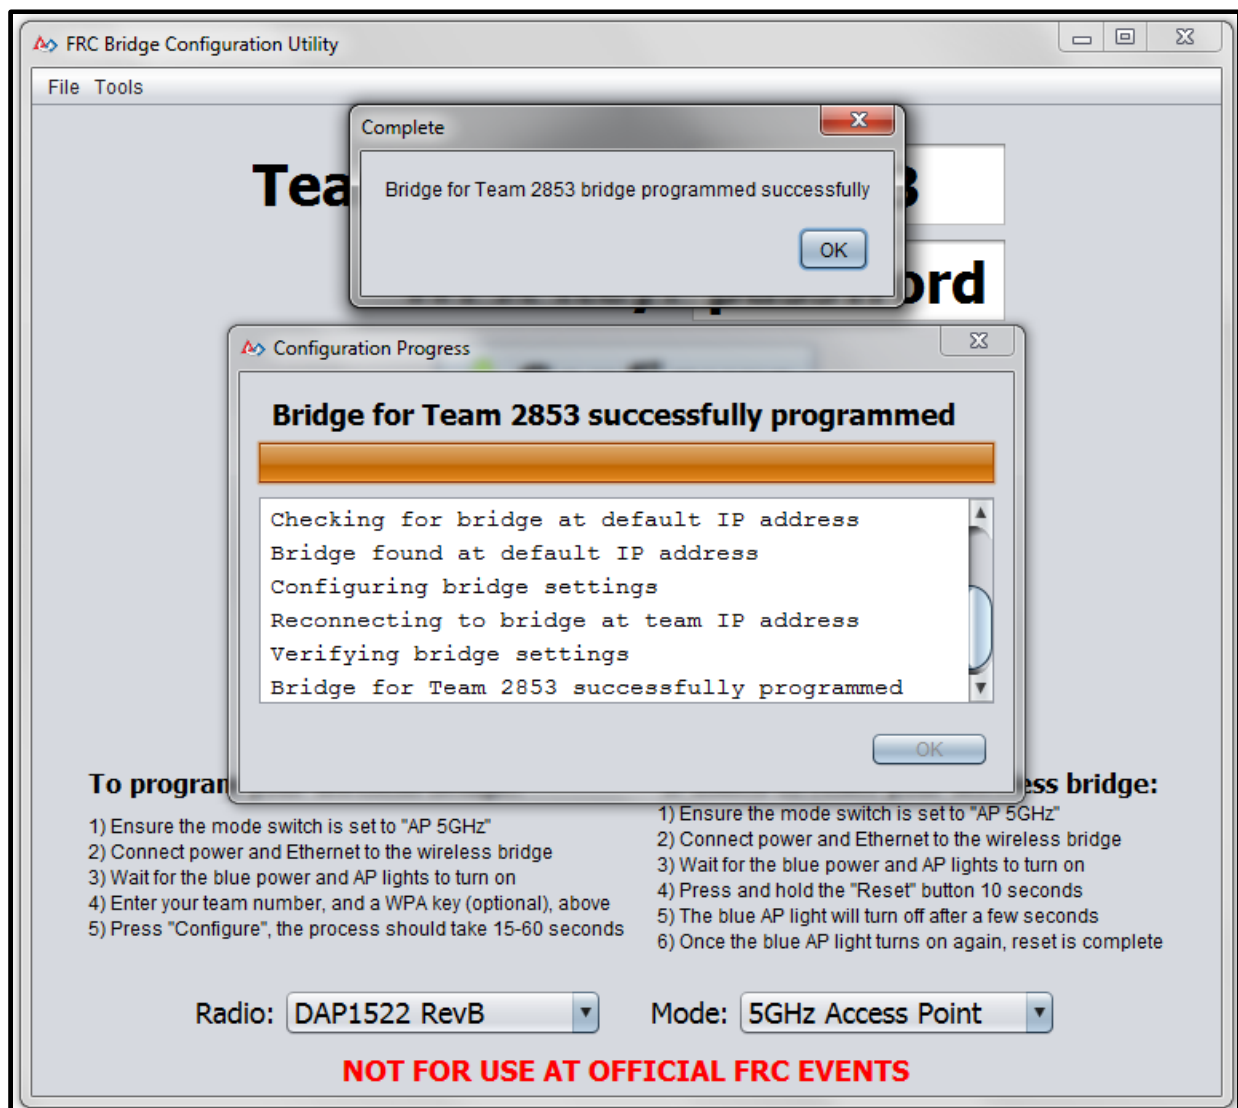 FRC Bridge Configuration Utility
File Tools
Complete
Bridge for Team 2853 bridge programmed successfully
OK
Configuration Progress
Bridge for Team 2853 successfully programmed
Checking for bridge at default IP address
Bridge found at default IP address
Configuring bridge settings
Reconnecting to bridge at team IP address
Verifying bridge settings
Bridge for Team 2853 successfully programmed
OK
1) Ensure the mode switch is set to "AP 5GHz"
2) Connect power and Ethernet to the wireless bridge
3) Wait for the blue power and AP lights to turn on
4) Enter your team number, and a WPA key (optional), above
5) Press "Configure", the process should take 15-60 seconds
bridge:
1) Ensure the mode switch is set to "AP 5GHz"
2) Connect power and Ethernet to the wireless bridge
3) Wait for the blue power and AP lights to turn on
4) Press and hold the "Reset" button 10 seconds
5) The blue AP light will turn off after a few seconds
6) Once the blue AP light turns on again, reset is complete
Radio: DAP1522 RevB Mode: 5GHz Access Point
NOT FOR USE AT OFFICIAL FRC EVENTS